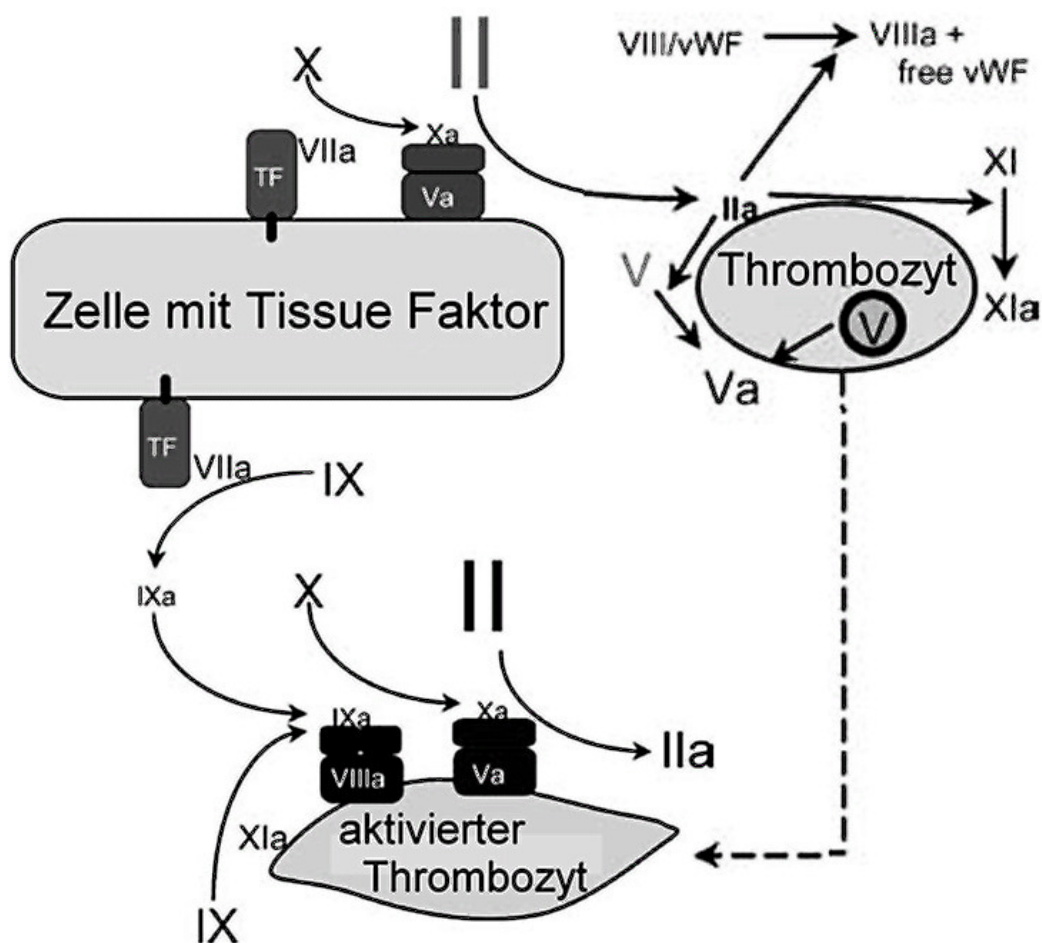 X
II
VIII/vWF
VIIIa +
free vWF
Xa
VIIa
TF
Va
XI
IIa
V
Thrombozyt
V
XIa
Va
Zelle mit Tissue Faktor
TF
VIIa
IX
IXa
X
II
IXa
Xa
IIa
VIIIa
Va
XIa
aktivierter
Thrombozyt
IX